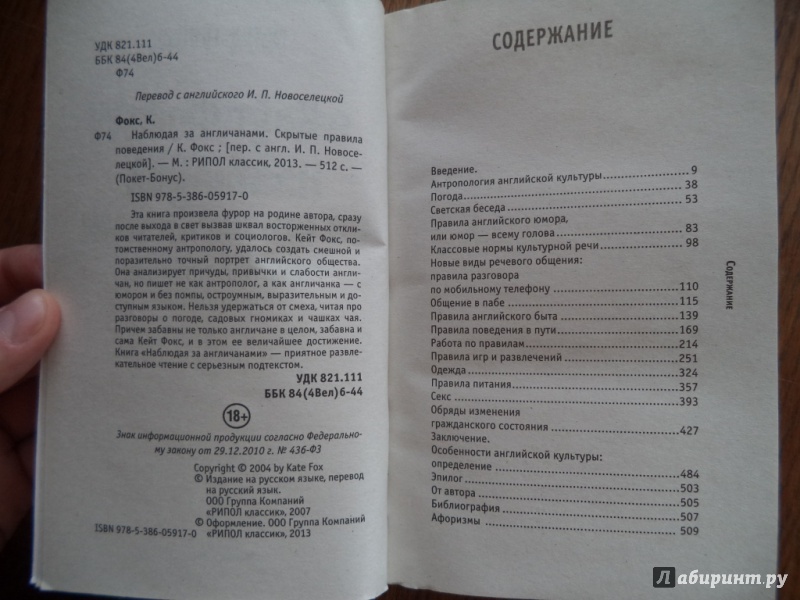 УДК 821.111
ББК 84(4Вел)6-44
Ф74
Перевод с английского И. П. Новоселецкой
Фокс, К.
Ф74 Наблюдая за англичанами. Скрытые правила
поведения / К. Фокс ; [пер. с англ. И. П. Новосе-
лецкой]. — М. : РИПОЛ классик, 2013. — 512 с. —
(Покет-Бонус).
ISBN 978-5-386-05917-0
Эта книга произвела фурор на родине автора, сразу
после выхода в свет вызвав шквал восторженных откли-
ков читателей, критиков и социологов. Кейт Фокс, по-
томственному антропологу, удалось создать смешной и
поразительно точный портрет английского общества.
Она анализирует причуды, привычки и слабости англи-
чан, но пишет не как антрополог, а как англичанка — с
юмором и без помпы, остроумным, выразительным и до-
ступным языком. Нельзя удержаться от смеха, читая про
разговоры о погоде, садовых гномиках и чашках чая.
Причем забавны не только англичане в целом, забавна и
сама Кейт Фокс, и в этом ее величайшее достижение.
Книга «Наблюдая за англичанами» — приятное развле-
кательное чтение с серьезным подтекстом.
УДК 821.111
ББК 84(4Вел)6-44
18+
Знак информационной продукции согласно Федерально-
му закону от 29.12.2010 г. № 436-ФЗ
Copyright © 2004 by Kate Fox
© Издание на русском языке, перевод
на русский язык.
ООО Группа Компаний
«РИПОЛ классик», 2007
© Оформление. ООО Группа Компаний
ISBN 978-5-386-05917-0 «РИПОЛ классик», 2013
СОДЕРЖАНИЕ
Введение.
Антропология английской культуры 9
Погода 38
Светская беседа 53
Правила английского юмора,
или юмор — всему голова 83
Классовые нормы культурной речи 98
Новые виды речевого общения:
правила разговора
по мобильному телефону 110
Общение в пабе 115
Правила английского быта 139
Правила поведения в пути 169
Работа по правилам 214
Правила игр и развлечений 251
Одежда 324
Правила питания 357
Секс 393
Обряды изменения
гражданского состояния 427
Заключение.
Особенности английской культуры:
определение 484
Эпилог 503
От автора 505
Библиография 507
Афоризмы 509
Содержание
Лабиринт.ру